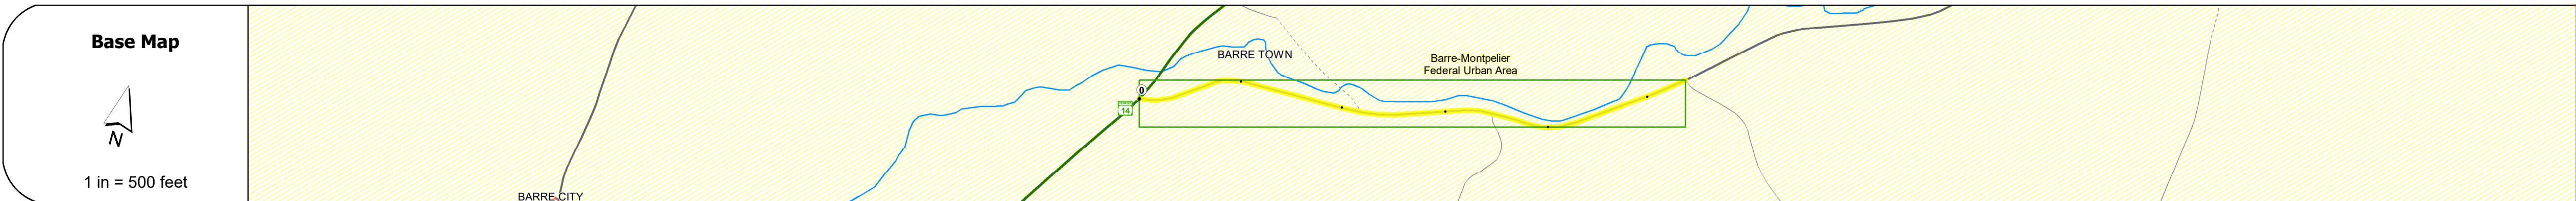 Base Map
N
1 in = 500 feet
BARRE CITY
14
0
BARRE TOWN
Barre-Montpelier
Federal Urban Area